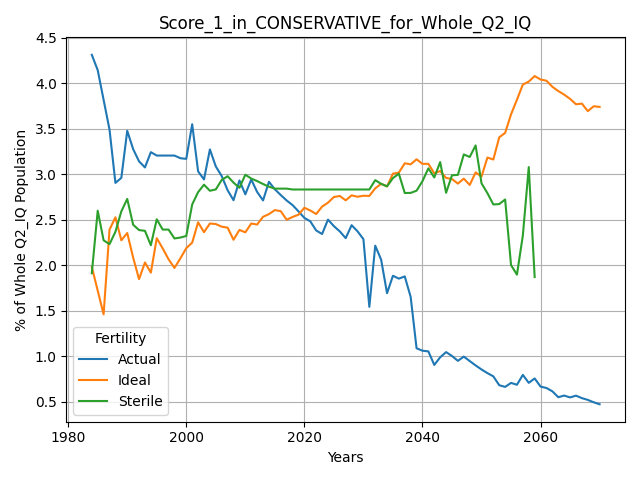 Score_1_in_CONSERVATIVE_for_Whole_Q2_IQ
% of Whole Q2_IQ Population
4.5
4.0
3.5
3.0
2.5
2.0
1.5
1.0
0.5
Fertility
Actual
Ideal
Sterile
1980
2000
2020
2040
2060
Years